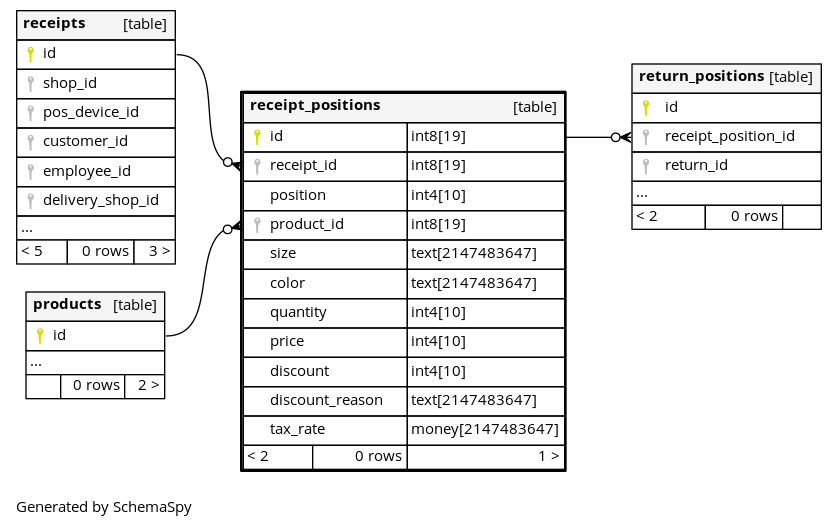 receipts [table]
id
shop_id
pos_device_id
customer_id
employee_id
delivery_shop_id
...
< 5 0 rows 3 >
products [table]
id
...
0 rows 2 >
receipt_positions [table]
id int8[19]
receipt_id int8[19]
position int4[10]
product_id int8[19]
size text[2147483647]
color text[2147483647]
quantity int4[10]
price int4[10]
discount int4[10]
discount_reason text[2147483647]
tax_rate money[2147483647]
< 2 0 rows 1 >
return_positions [table]
id
receipt_position_id
return_id
...
< 2 0 rows
Generated by SchemaSpy